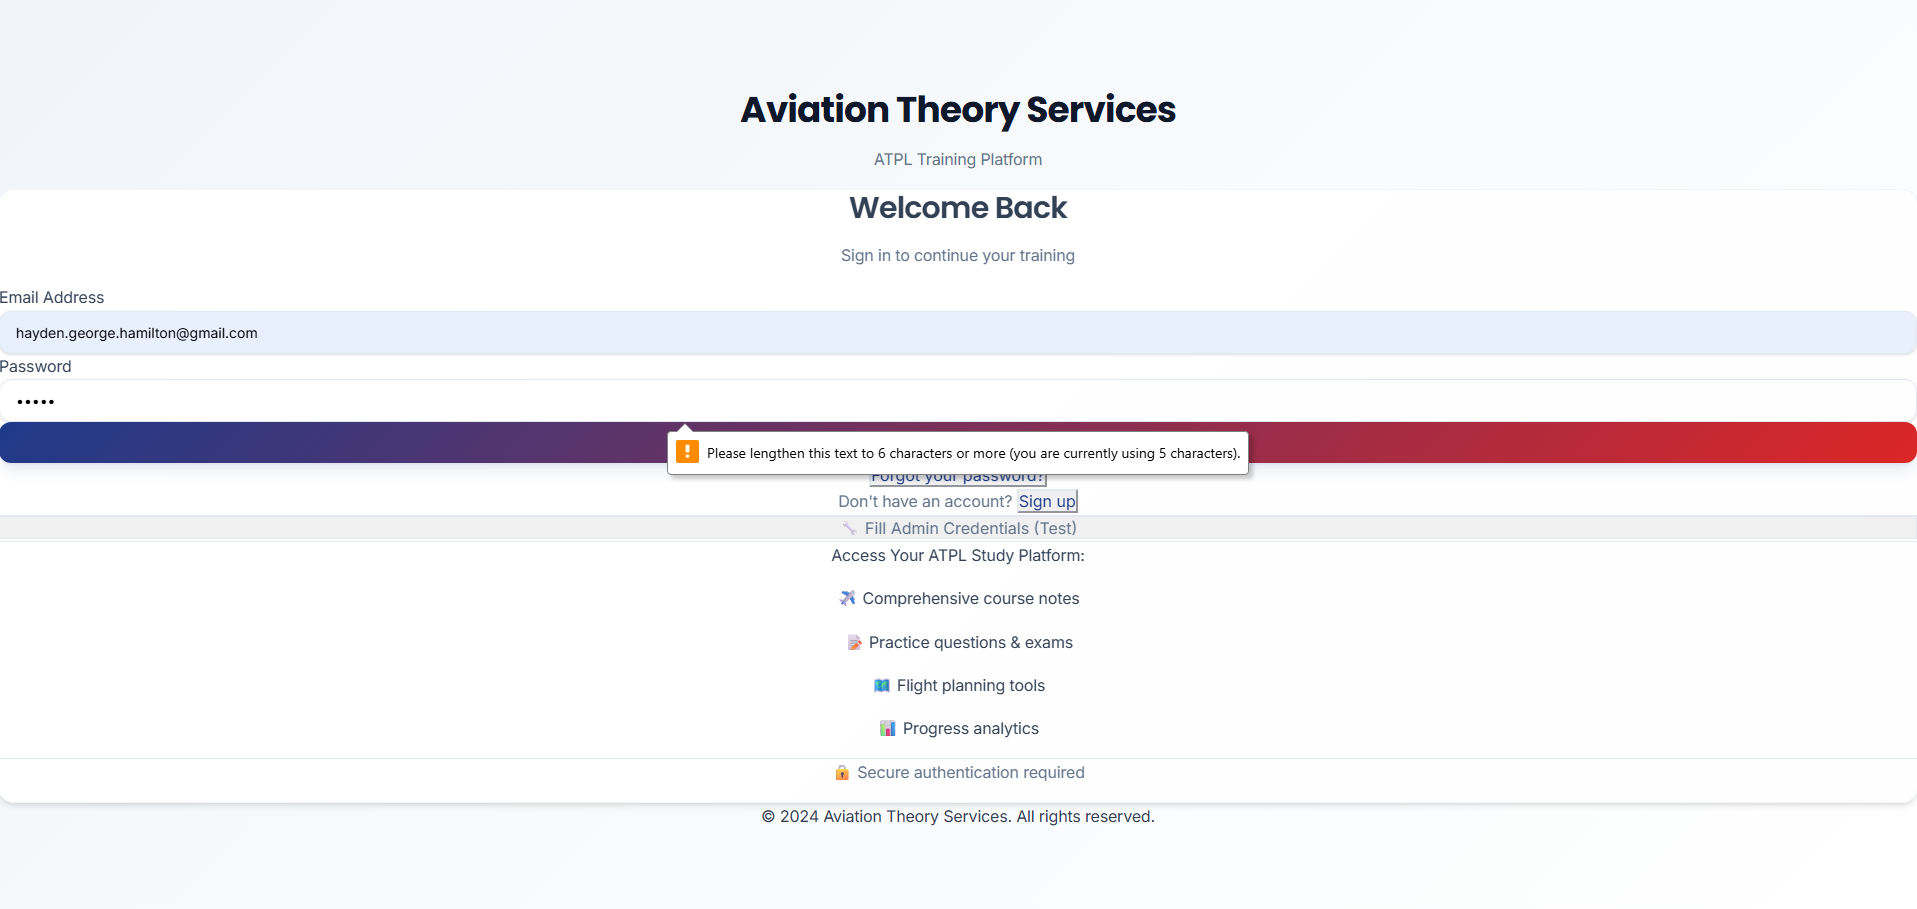 Aviation Theory Services
ATPL Training Platform
Welcome Back
Sign in to continue your training
Email Address
hayden.george.hamilton@gmail.com
Password
•••••
Please lengthen this text to 6 characters or more (you are currently using 5 characters).
Forgot your password?
Don't have an account? Sign up
🔧 Fill Admin Credentials (Test)
Access Your ATPL Study Platform:
✈️ Comprehensive course notes
📝 Practice questions & exams
🗺️ Flight planning tools
📊 Progress analytics
🔒 Secure authentication required
© 2024 Aviation Theory Services. All rights reserved.